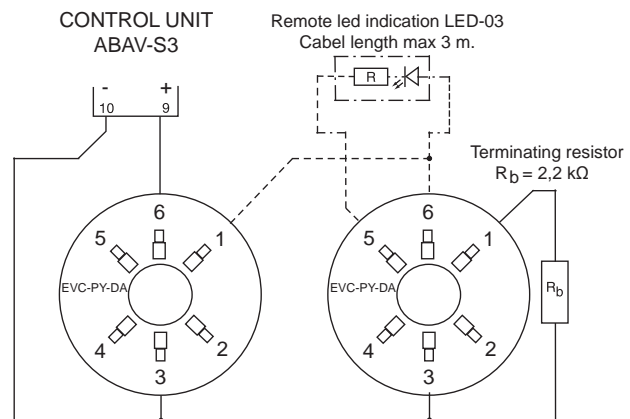 CONTROL UNIT
ABAV-S3
Remote led indication LED-03
Cabel length max 3 m.
R
- +
10 9
Terminating resistor
Rb = 2,2 kΩ
6
5 1
EVC-PY-DA
4 2
3
6
5 1
EVC-PY-DA
4 2
3
Rb